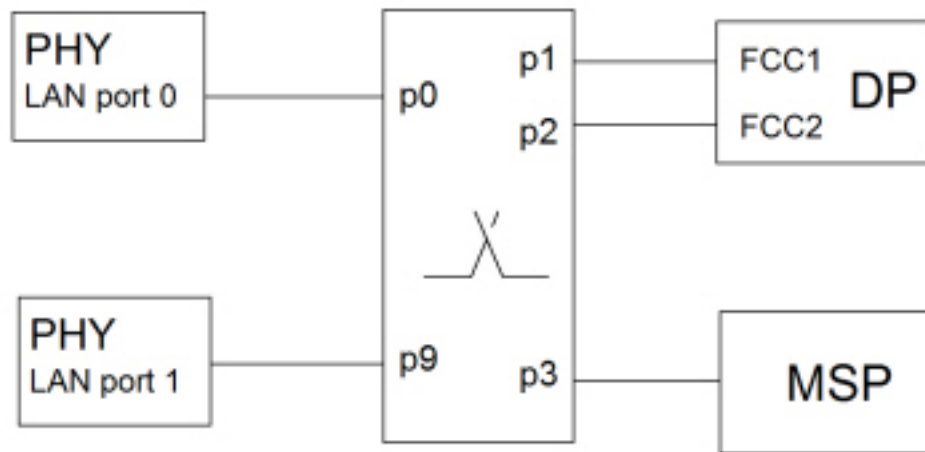 PHY
LAN port 0
p0
p1
p2
FCC1
DP
FCC2
PHY
LAN port 1
p9
p3
MSP